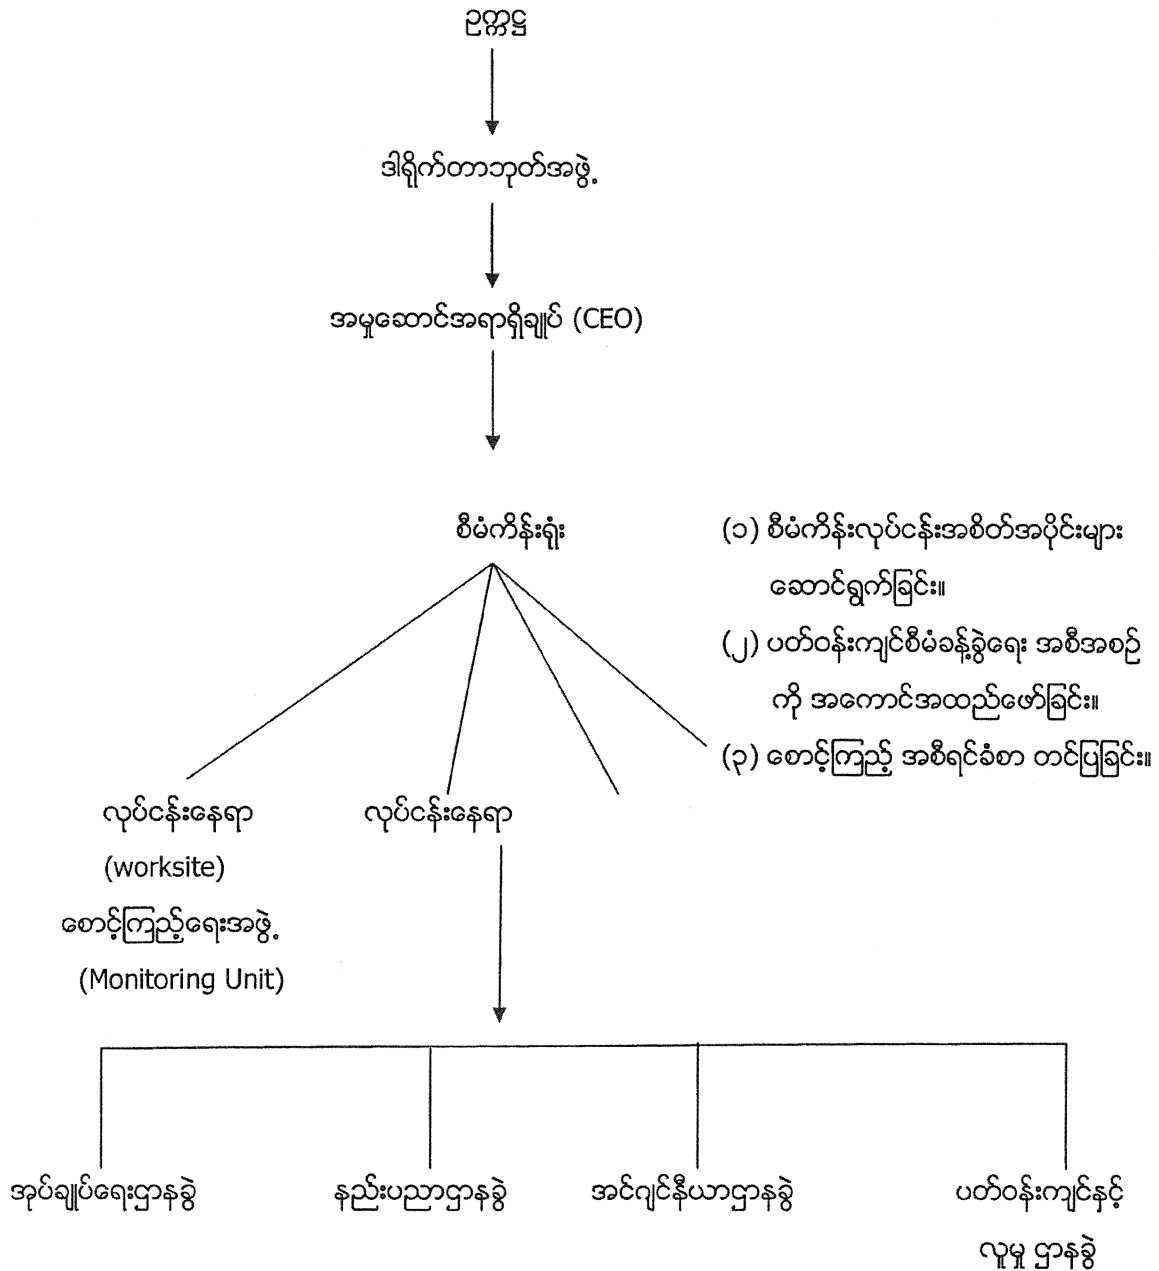 ဥက္ကဋ္ဌ
ဒါရိုက်တာဘုတ်အဖွဲ့
အမှုဆောင်အရာရှိချုပ် (CEO)
စီမံကိန်းရုံး
(၁) စီမံကိန်းလုပ်ငန်းအစိတ်အပိုင်းများ
ဆောင်ရွက်ခြင်း။
(၂) ပတ်ဝန်းကျင်စီမံခန့်ခွဲရေး အစီအစဉ်
ကို အကောင်အထည်ဖော်ခြင်း။
(၃) စောင့်ကြည့် အစီရင်ခံစာ တင်ပြခြင်း။
လုပ်ငန်းနေရာ
(worksite)
စောင့်ကြည့်ရေးအဖွဲ့
(Monitoring Unit)
လုပ်ငန်းနေရာ
အုပ်ချုပ်ရေးဌာနခွဲ
နည်းပညာဌာနခွဲ
အင်ဂျင်နီယာဌာနခွဲ
ပတ်ဝန်းကျင်နှင့်
လူမှု ဌာနခွဲ